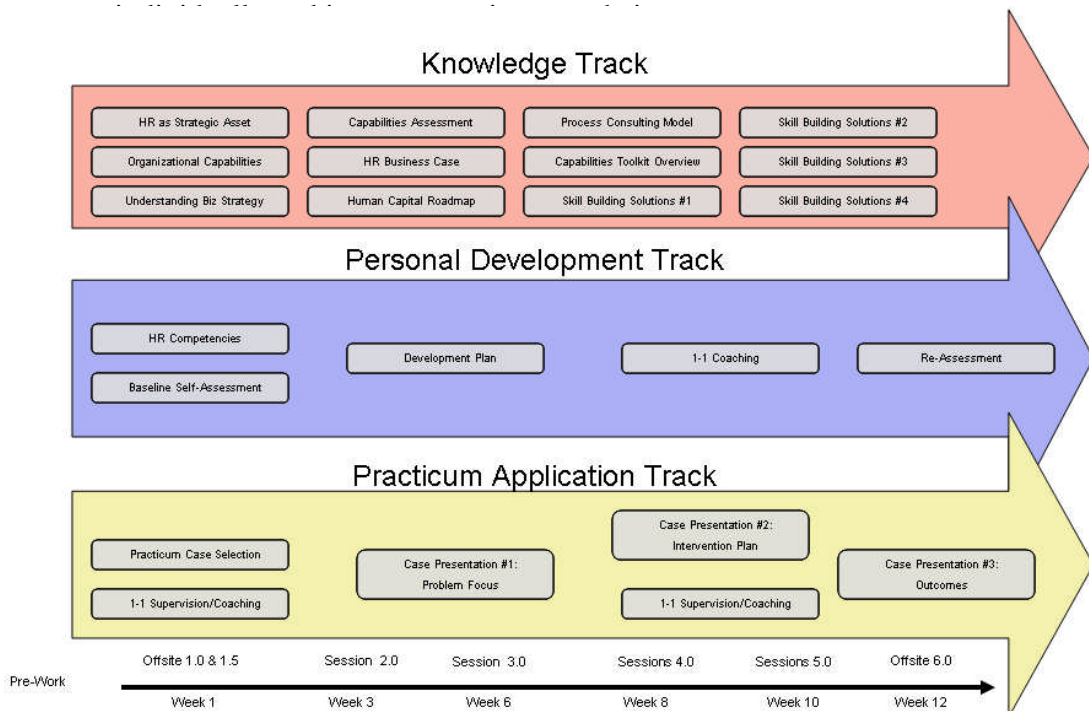 Knowledge Track
HR as Strategic Asset
Capabilities Assessment
Process Consulting Model
Skill Building Solutions #2
Organizational Capabilities
HR Business Case
Capabilities Toolkit Overview
Skill Building Solutions #3
Understanding Biz Strategy
Human Capital Roadmap
Skill Building Solutions #1
Skill Building Solutions #4
Personal Development Track
HR Competencies
Development Plan
1-1 Coaching
Re-Assessment
Baseline Self-Assessment
Practicum Application Track
Practicum Case Selection
1-1 Supervision/Coaching
Case Presentation #1:
Problem Focus
Case Presentation #2:
Intervention Plan
1-1 Supervision/Coaching
Case Presentation #3:
Outcomes
Offsite 1.0 & 1.5
Session 2.0
Session 3.0
Sessions 4.0
Sessions 5.0
Offsite 6.0
Pre-Work
Week 1
Week 3
Week 6
Week 8
Week 10
Week 12